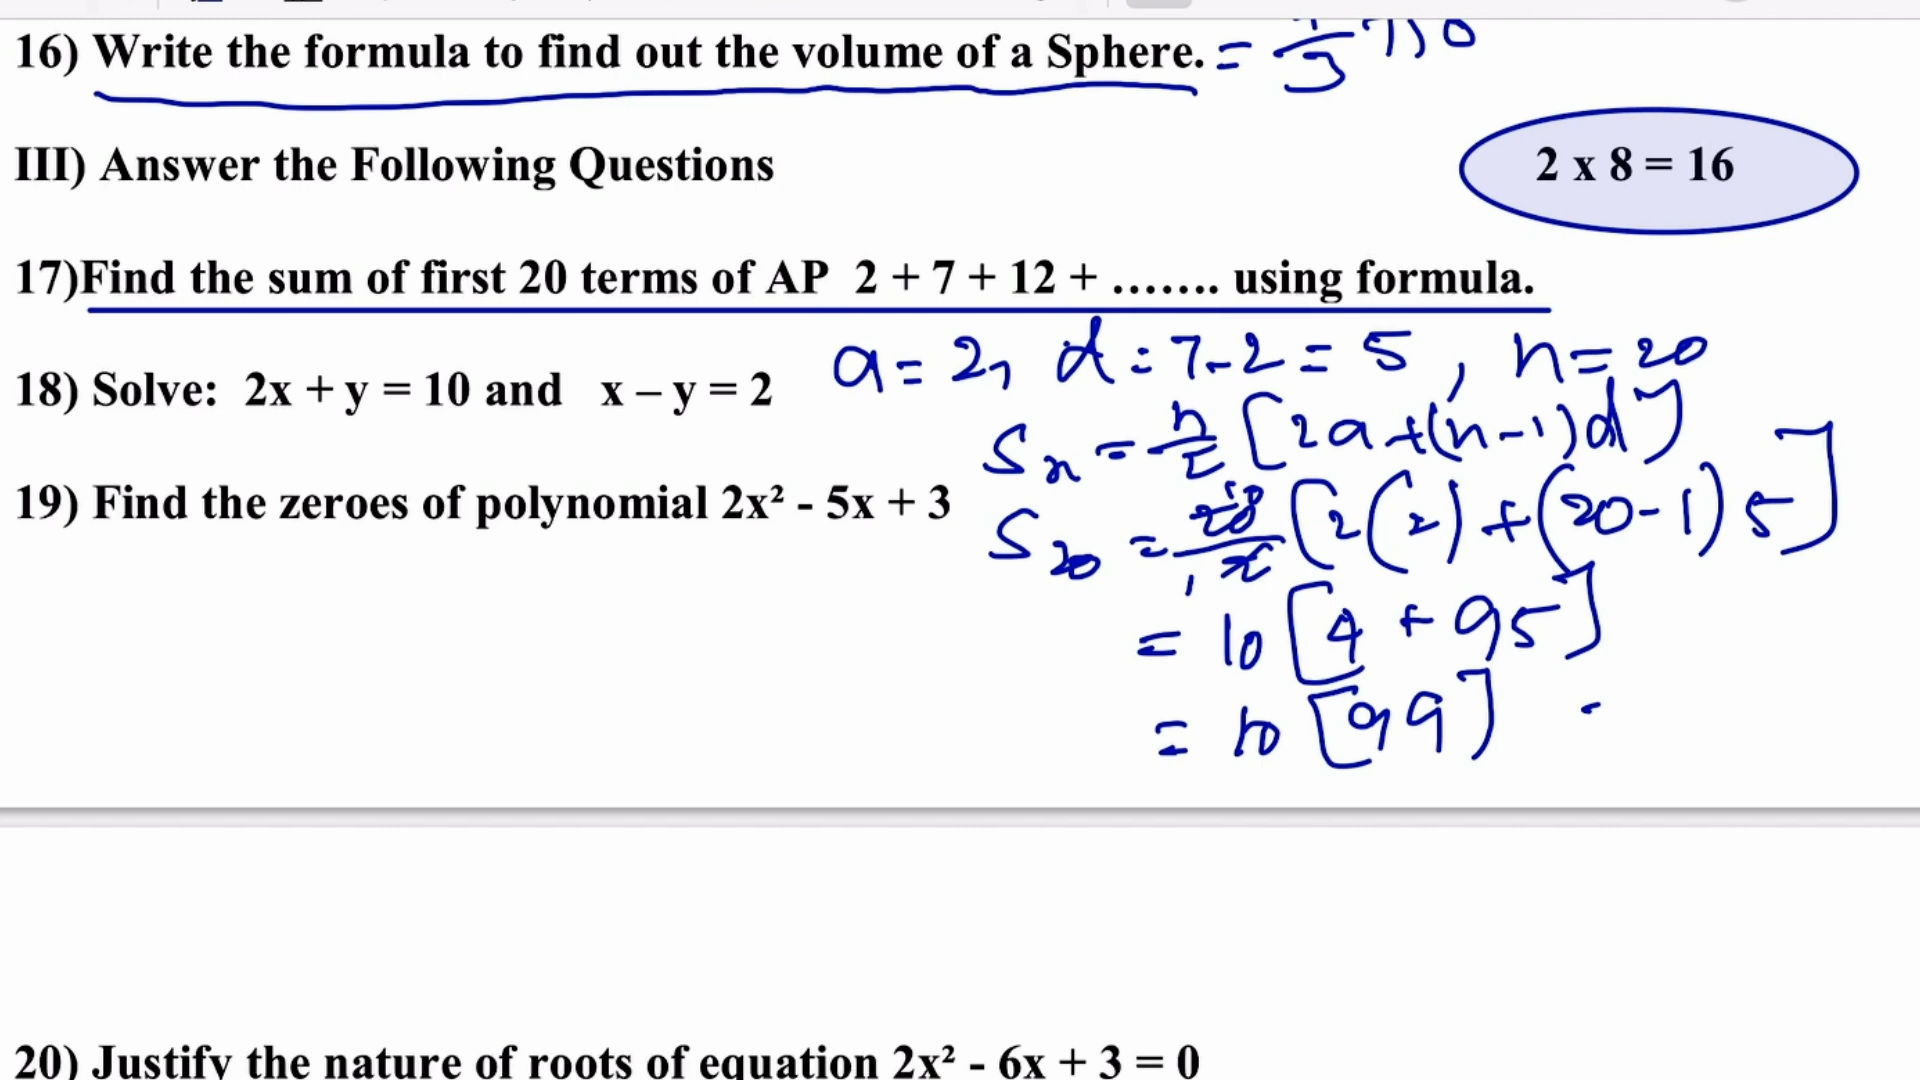 16) Write the formula to find out the volume of a Sphere. =
III) Answer the Following Questions
2 x 8 = 16
17)Find the sum of first 20 terms of AP 2 + 7 + 12 + ....... using formula.
a = 2, d = 7-2 = 5, n = 20
18) Solve: 2x + y = 10 and x – y = 2
Sn = n/2 [2a+(n-1)d]
19) Find the zeroes of polynomial 2x² - 5x + 3
S20 = 20/2 [2(2)+(20-1)5]
= 10 [4 + 95]
= 10 [99]
20) Justify the nature of roots of equation 2x² - 6x + 3 = 0